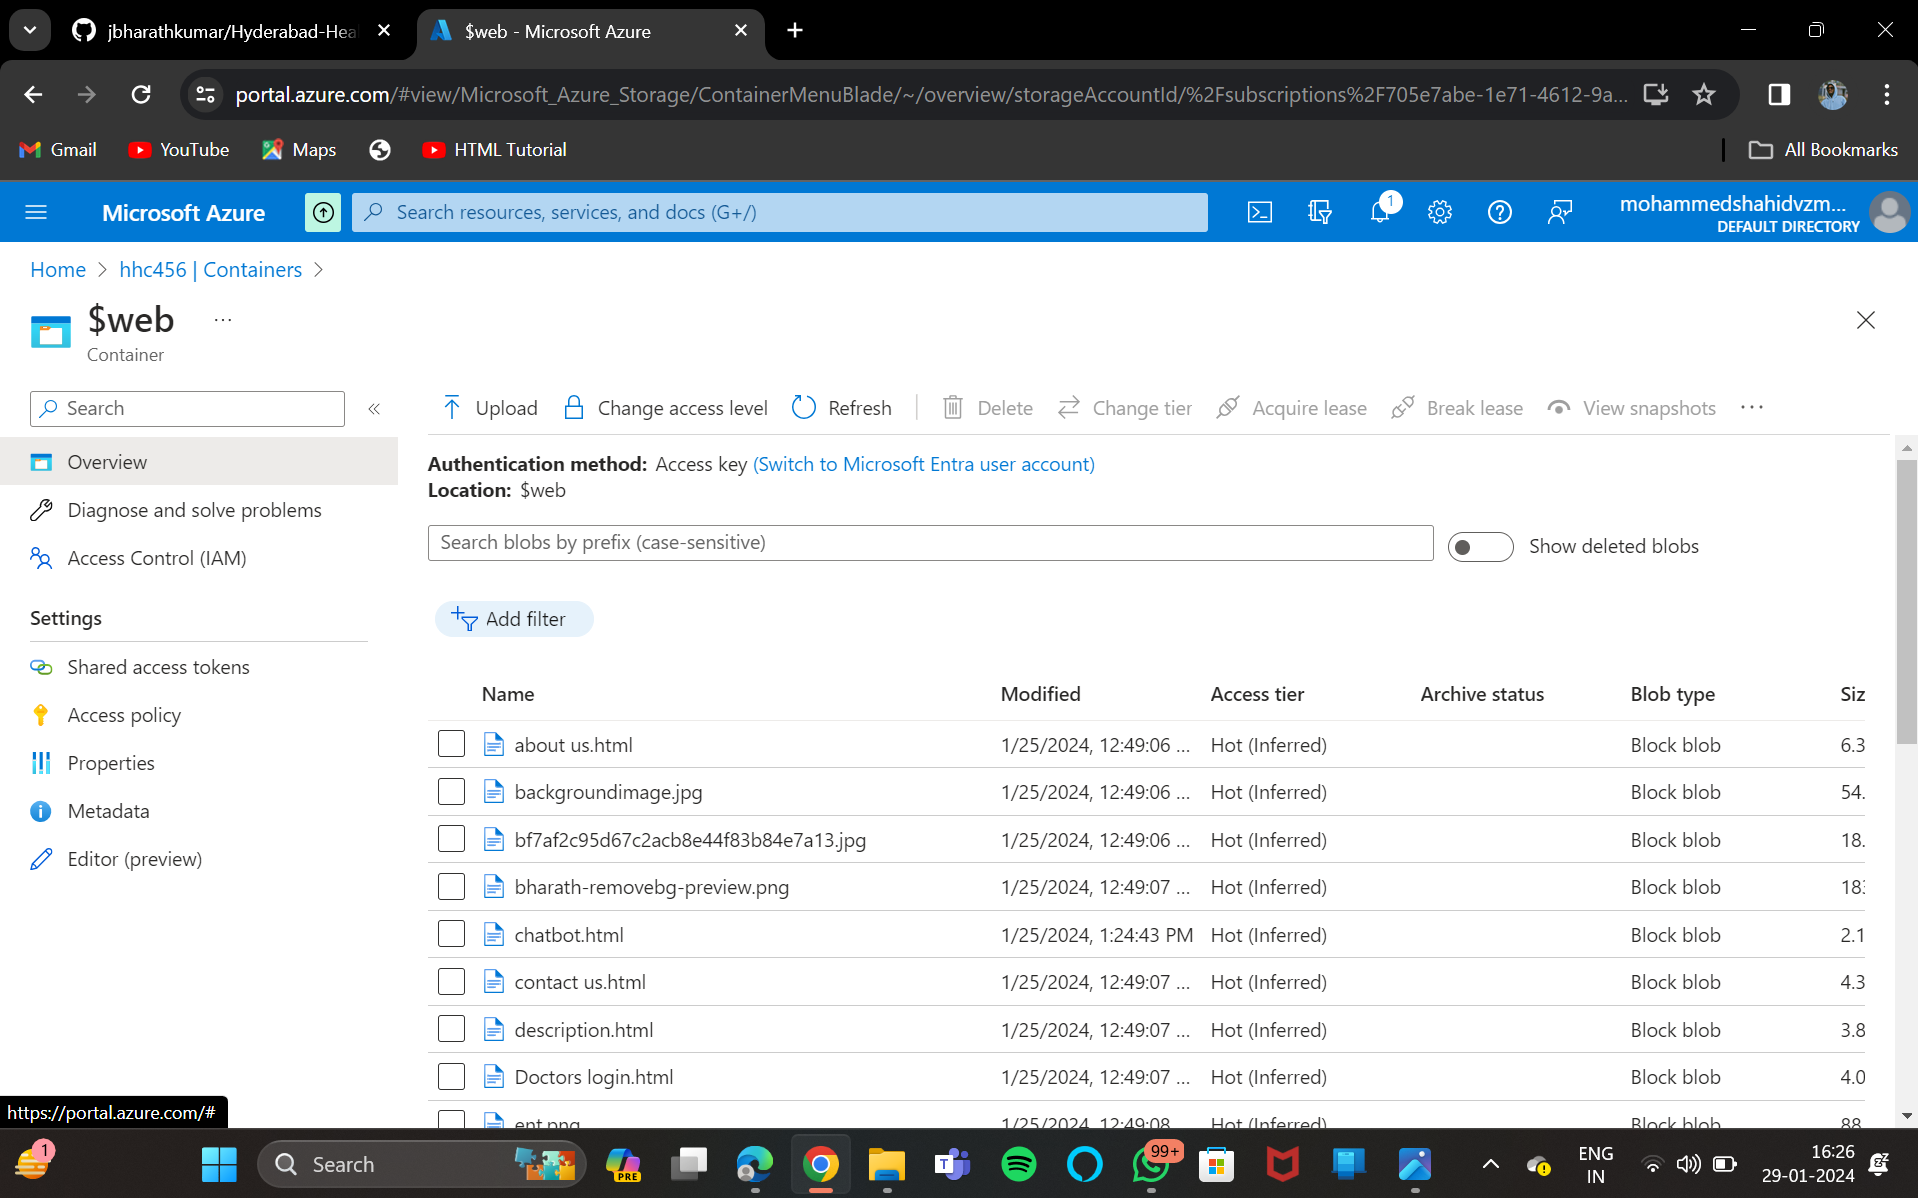 jbharathkumar/Hyderabad-Hea
$web - Microsoft Azure
portal.azure.com/#view/Microsoft_Azure_Storage/ContainerMenuBlade/~/overview/storageAccountId/%2Fsubscriptions%2F705e7abe-1e71-4612-9a...
Gmail
YouTube
Maps
HTML Tutorial
All Bookmarks
Microsoft Azure
Search resources, services, and docs (G+/)
1
mohammedshahidvzm...
DEFAULT DIRECTORY
Home > hhc456 | Containers >
$web
...
Container
Search
«
Upload
Change access level
Refresh
Delete
Change tier
Acquire lease
Break lease
View snapshots
...
Overview
Diagnose and solve problems
Access Control (IAM)
Settings
Shared access tokens
Access policy
Properties
Metadata
Editor (preview)
Authentication method: Access key (Switch to Microsoft Entra user account)
Location: $web
Search blobs by prefix (case-sensitive)
Show deleted blobs
Add filter
Name Modified Access tier Archive status Blob type Siz
about us.html 1/25/2024, 12:49:06 ... Hot (Inferred) Block blob 6.3
backgroundimage.jpg 1/25/2024, 12:49:06 ... Hot (Inferred) Block blob 54.
bf7af2c95d67c2acb8e44f83b84e7a13.jpg 1/25/2024, 12:49:06 ... Hot (Inferred) Block blob 18.
bharath-removebg-preview.png 1/25/2024, 12:49:07 ... Hot (Inferred) Block blob 183
chatbot.html 1/25/2024, 1:24:43 PM Hot (Inferred) Block blob 2.1
contact us.html 1/25/2024, 12:49:07 ... Hot (Inferred) Block blob 4.3
description.html 1/25/2024, 12:49:07 ... Hot (Inferred) Block blob 3.8
Doctors login.html 1/25/2024, 12:49:07 ... Hot (Inferred) Block blob 4.0
ent.png 1/25/2024, 12:49:08 Hot (Inferred) Block blob 88
https://portal.azure.com/#
1
Search
PRE
99+
ENG
IN
16:26
29-01-2024